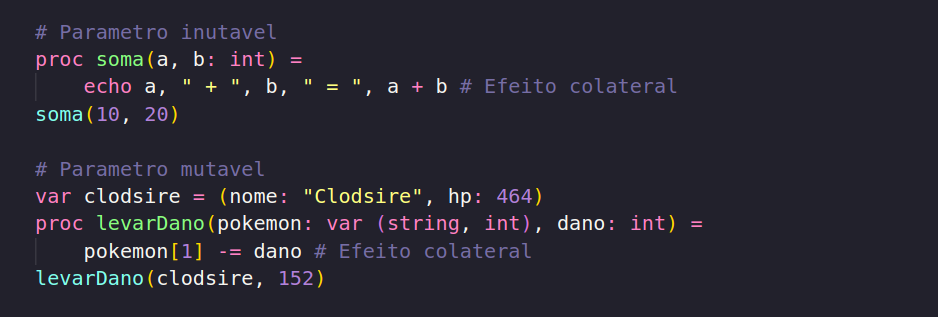 # Parametro inutavel
proc soma(a, b: int) =
    echo a, " + ", b, " = ", a + b # Efeito colateral
soma(10, 20)

# Parametro mutavel
var clodsire = (nome: "Clodsire", hp: 464)
proc levarDano(pokemon: var (string, int), dano: int) =
    pokemon[1] -= dano # Efeito colateral
levarDano(clodsire, 152)